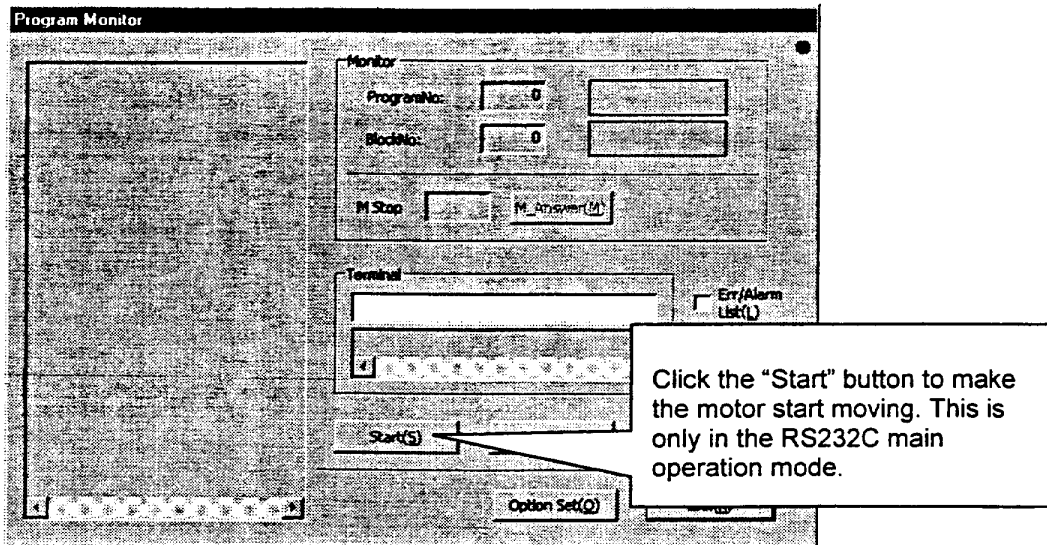 Program Monitor
Monitor
ProgramNo: 0
BlockNo: 0
M Stop M_Answer(M)
Terminal
Err/Alarm
List(L)
Click the “Start” button to make
the motor start moving. This is
only in the RS232C main
operation mode.
Start(S)
Option Set(O)